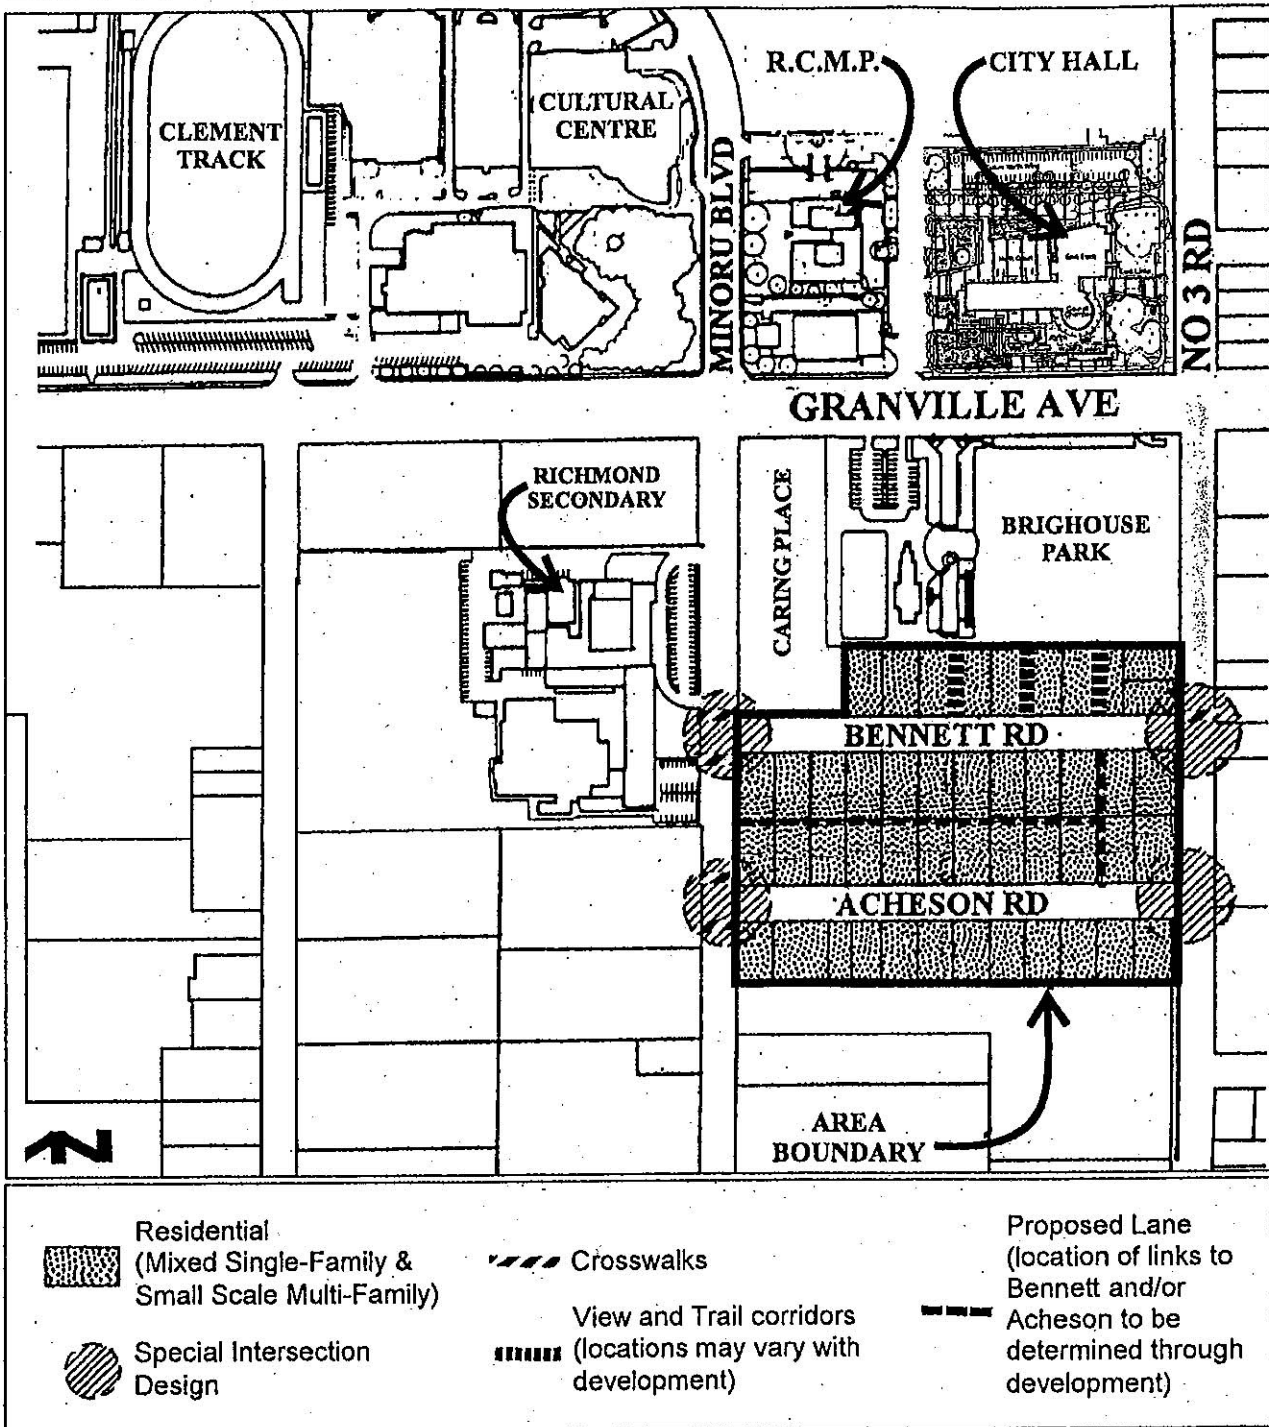 R.C.M.P.
CITY HALL
CLEMENT
TRACK
CULTURAL
CENTRE
MINORU BLVD
NO 3 RD
GRANVILLE AVE
RICHMOND
SECONDARY
CARING PLACE
BRIGHOUSE
PARK
BENNETT RD
ACHESON RD
AREA
BOUNDARY
Residential
(Mixed Single-Family &
Small Scale Multi-Family)
Special Intersection
Design
Crosswalks
View and Trail corridors
(locations may vary with
development)
Proposed Lane
(location of links to
Bennett and/or
Acheson to be
determined through
development)